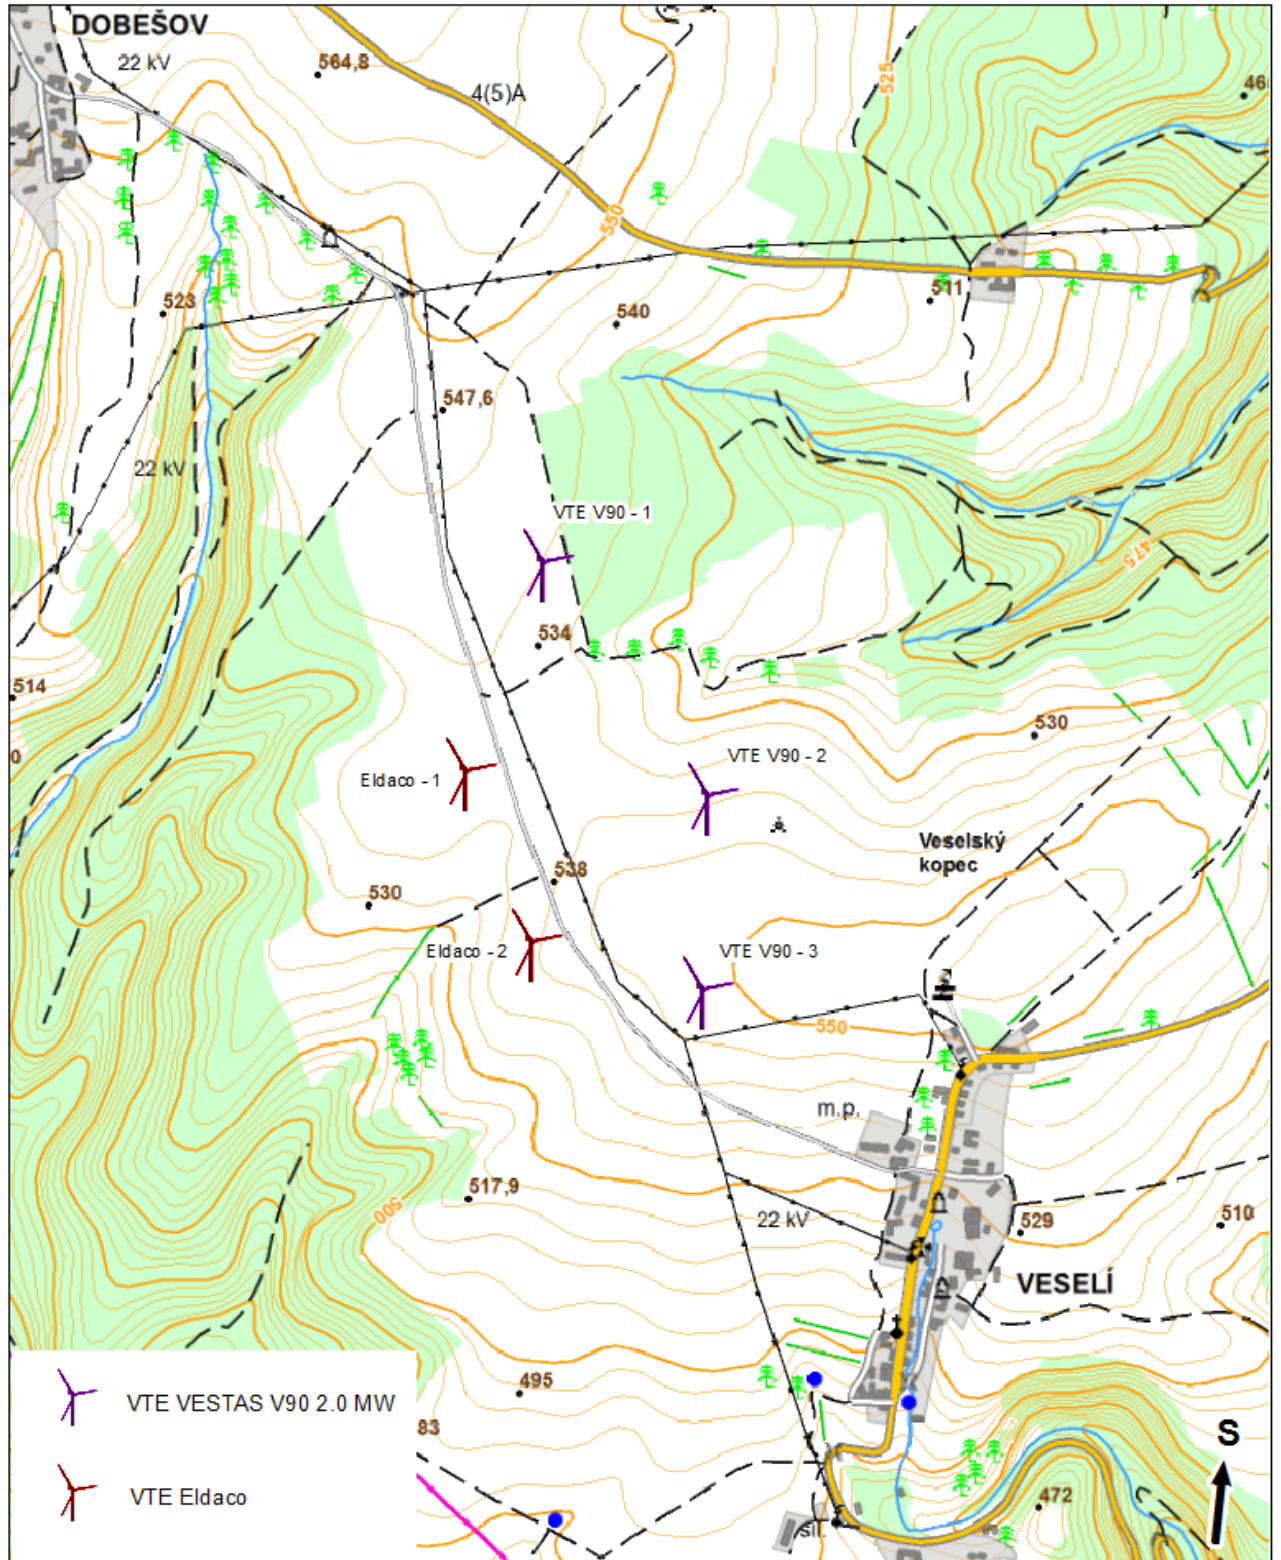 DOBEŠOV
22 kV
564,8
4(5)A
525
550
511
523
540
547,6
22 kV
VTE V90 - 1
475
534
514
530
0
VTE V90 - 2
Eldaco - 1
Veselský
kopec
538
530
Eldaco - 2
VTE V90 - 3
550
m.p.
517,9
500
22 kV
529
510
VESELÍ
495
VTE VESTAS V90 2.0 MW
83
S
VTE Eldaco
472
sil.